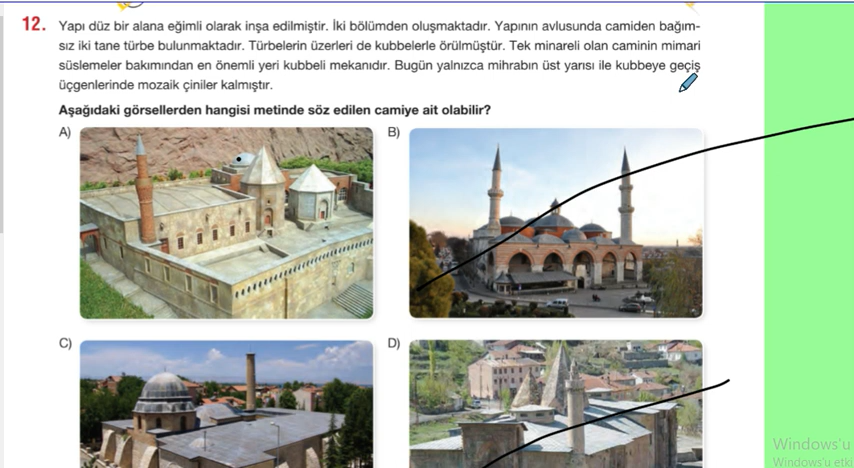 12. Yapı düz bir alana eğimli olarak inşa edilmiştir. İki bölümden oluşmaktadır. Yapının avlusunda camiden bağım-
sız iki tane türbe bulunmaktadır. Türbelerin üzerleri de kubbelerle örülmüştür. Tek minareli olan caminin mimari
süslemeler bakımından en önemli yeri kubbeli mekanıdır. Bugün yalnızca mihrabın üst yarısı ile kubbeye geçiş
üçgenlerinde mozaik çiniler kalmıştır.
Aşağıdaki görsellerden hangisi metinde söz edilen camiye ait olabilir?
A)
B)
C)
D)
Windows'u
Windows'u etki